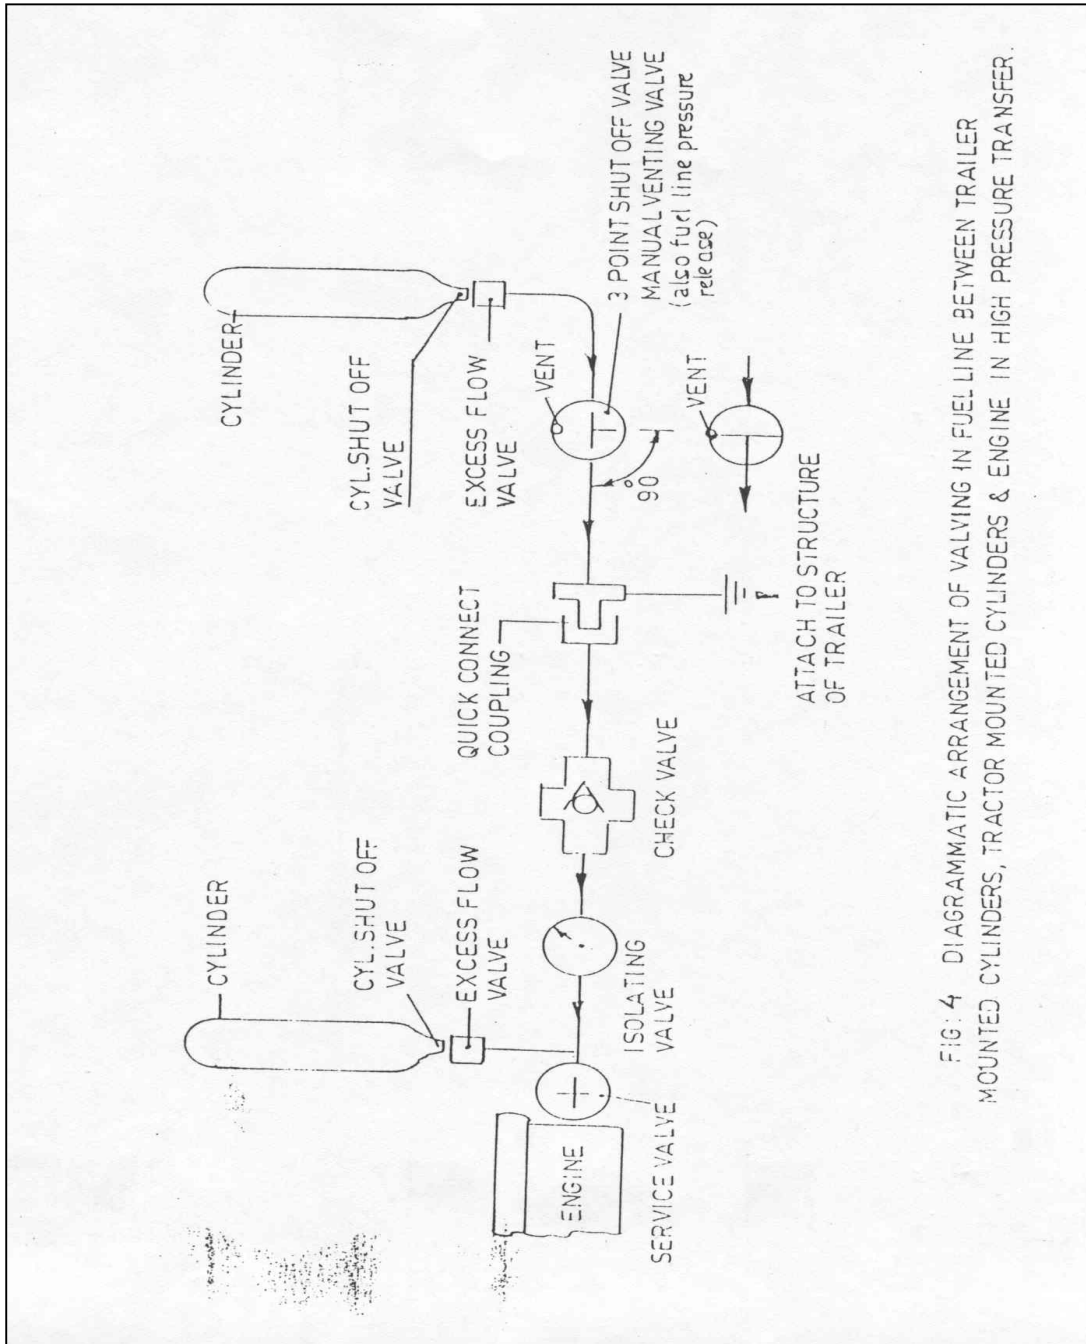 CYLINDER
CYL.SHUT OFF
VALVE
EXCESS FLOW
VALVE
CYLINDER
CYL.SHUT OFF
VALVE
EXCESS FLOW
VALVE
QUICK CONNECT
COUPLING
VENT
ENGINE
SERVICE VALVE
ISOLATING
VALVE
CHECK VALVE
90°
3 POINT SHUT OFF VALVE
MANUAL VENTING VALVE
(also fuel line pressure
release)
VENT
ATTACH TO STRUCTURE
OF TRAILER
FIG: 4 DIAGRAMMATIC ARRANGEMENT OF VALVING IN FUEL LINE BETWEEN TRAILER
MOUNTED CYLINDERS, TRACTOR MOUNTED CYLINDERS & ENGINE IN HIGH PRESSURE TRANSFER.